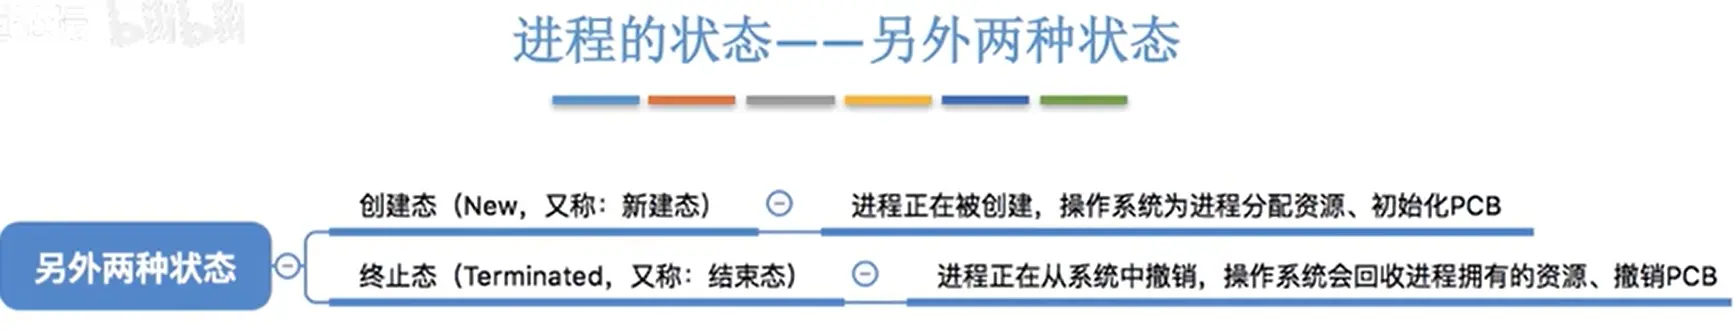 bilibili
进程的状态——另外两种状态
另外两种状态
创建态（New，又称：新建态）
进程正在被创建，操作系统为进程分配资源、初始化PCB
终止态（Terminated，又称：结束态）
进程正在从系统中撤销，操作系统会回收进程拥有的资源、撤销PCB